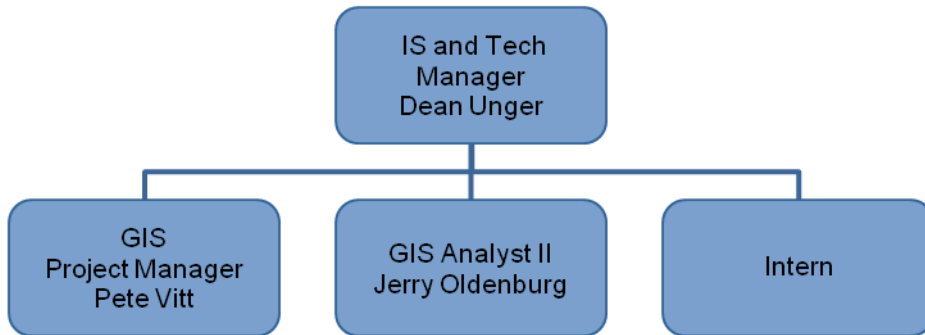 IS and Tech
Manager
Dean Unger
GIS
Project Manager
Pete Vitt
GIS Analyst II
Jerry Oldenburg
Intern